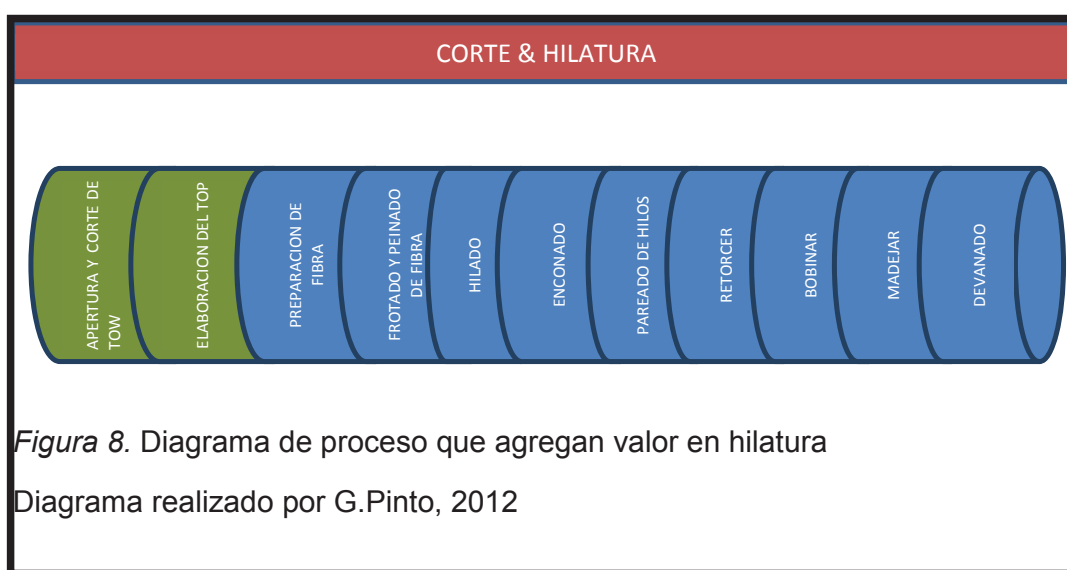 CORTE & HILATURA
APERTURA Y CORTE DE
TOW
ELABORACION DEL TOP
PREPARACION DE
FIBRA
FROTADO Y PEINADO
DE FIBRA
HILADO
ENCONADO
PAREADO DE HILOS
RETORCER
BOBINAR
MADEJAR
DEVANADO
Figura 8. Diagrama de proceso que agregan valor en hilatura
Diagrama realizado por G.Pinto, 2012